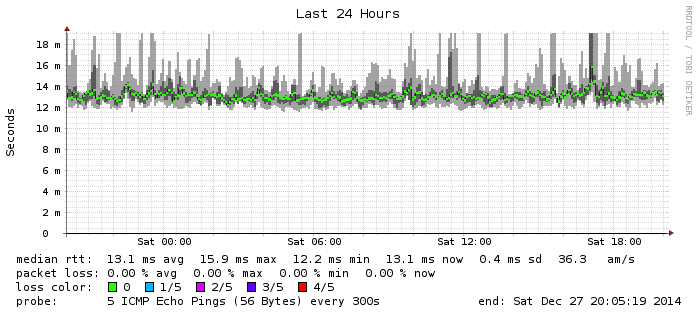 Last 24 Hours
RRDTOOL / TOBI OETIKER
Seconds
18 m
16 m
14 m
12 m
10 m
8 m
6 m
4 m
2 m
0
Sat 00:00 Sat 06:00 Sat 12:00 Sat 18:00
median rtt: 13.1 ms avg 15.9 ms max 12.2 ms min 13.1 ms now 0.4 ms sd 36.3 am/s
packet loss: 0.00 % avg 0.00 % max 0.00 % min 0.00 % now
loss color: 0 1/5 2/5 3/5 4/5
probe: 5 ICMP Echo Pings (56 Bytes) every 300s end: Sat Dec 27 20:05:19 2014